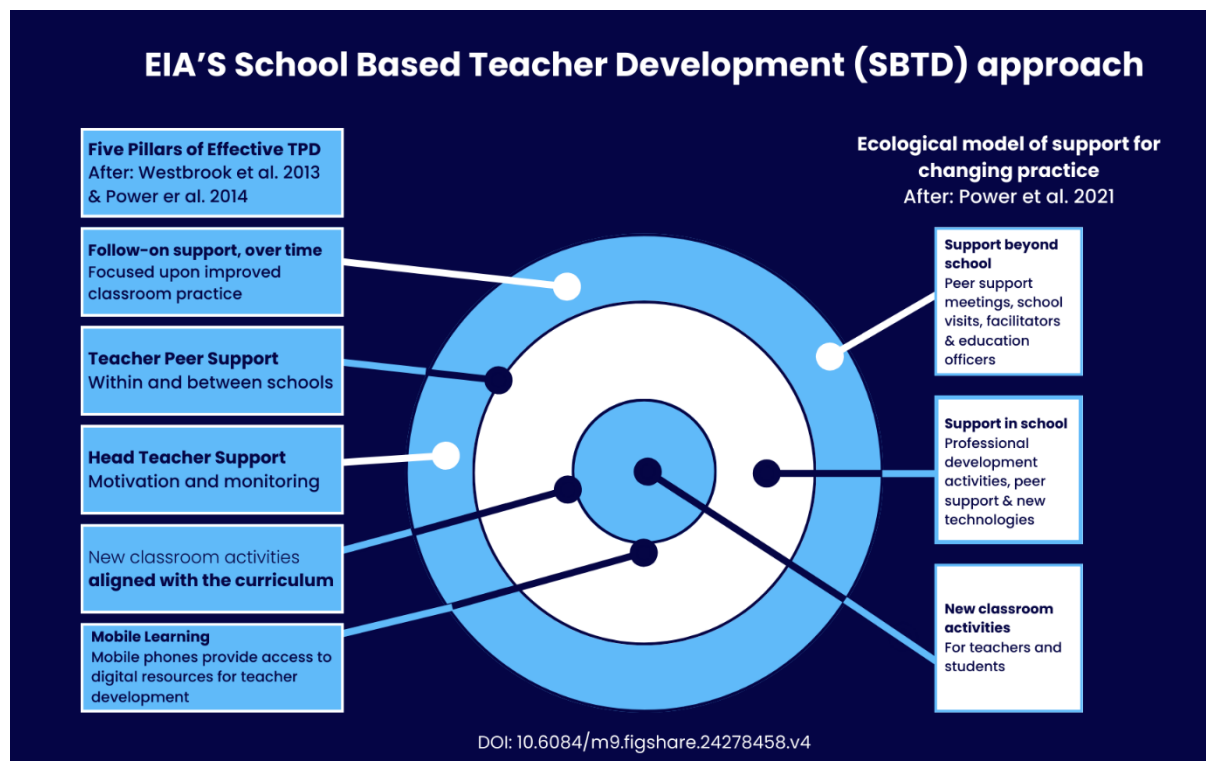 EIA'S School Based Teacher Development (SBTD) approach
Five Pillars of Effective TPD
After: Westbrook et al. 2013
& Power er al. 2014
Follow-on support, over time
Focused upon improved
classroom practice
Teacher Peer Support
Within and between schools
Head Teacher Support
Motivation and monitoring
New classroom activities
aligned with the curriculum
Mobile Learning
Mobile phones provide access to
digital resources for teacher
development
Ecological model of support for
changing practice
After: Power et al. 2021
Support beyond
school
Peer support
meetings, school
visits, facilitators
& education
officers
Support in school
Professional
development
activities, peer
support & new
technologies
New classroom
activities
For teachers and
students
DOI: 10.6084/m9.figshare.24278458.v4